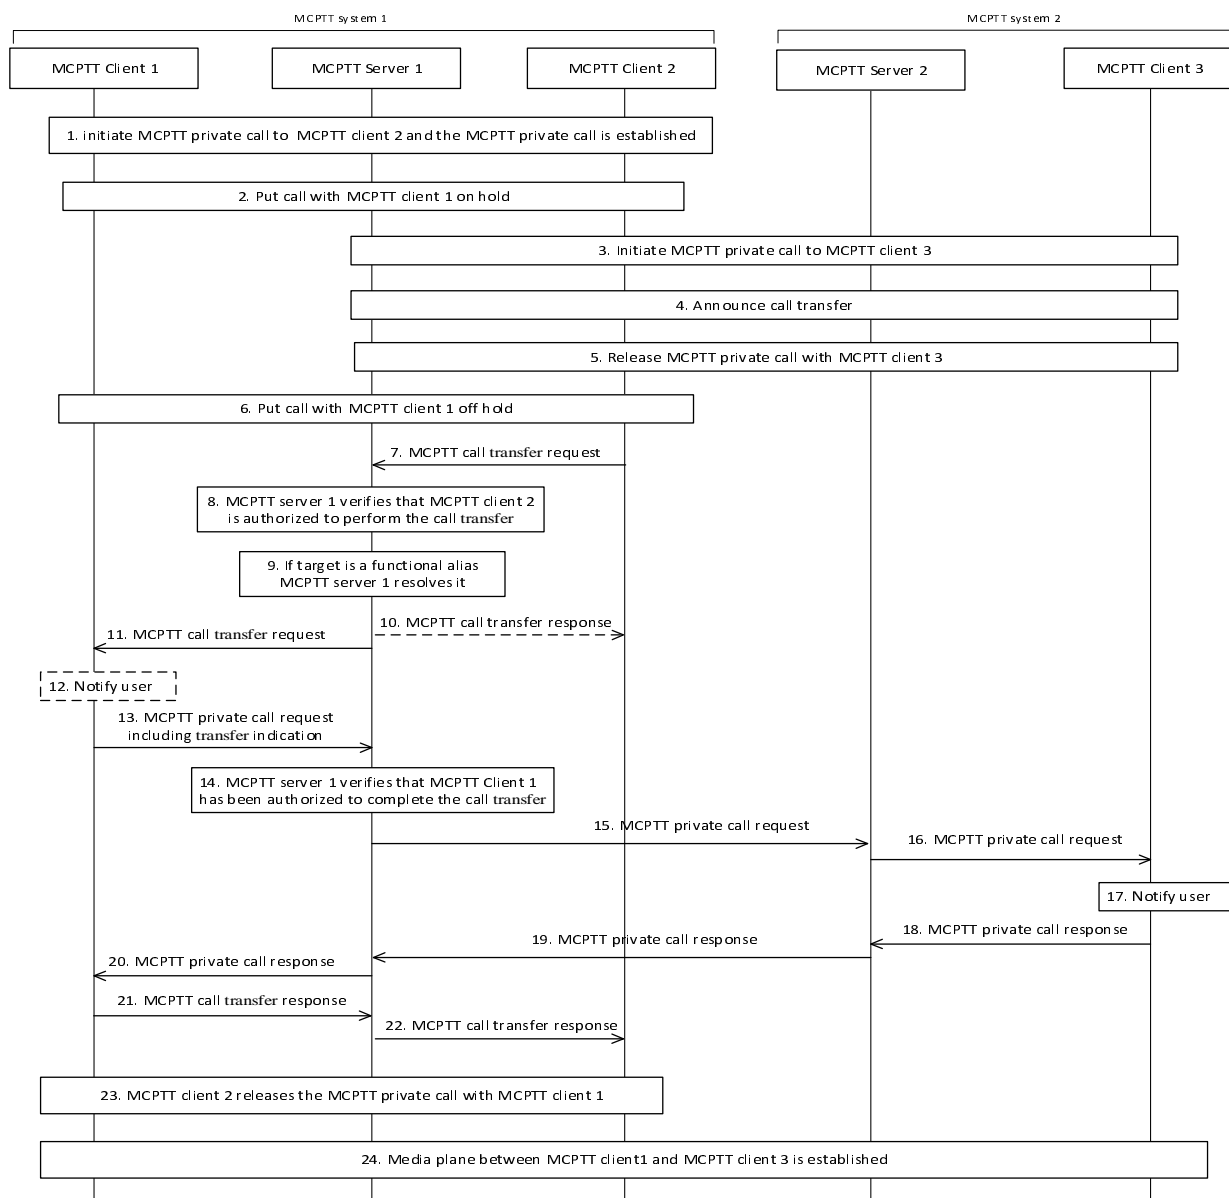 MCPTT system 1
MCPTT system 2
MCPTT Client 1
MCPTT Server 1
MCPTT Client 2
MCPTT Server 2
MCPTT Client 3
1. initiate MCPTT private call to MCPTT client 2 and the MCPTT private call is established
2. Put call with MCPTT client 1 on hold
3. Initiate MCPTT private call to MCPTT client 3
4. Announce call transfer
5. Release MCPTT private call with MCPTT client 3
6. Put call with MCPTT client 1 off hold
7. MCPTT call transfer request
8. MCPTT server 1 verifies that MCPTT client 2
is authorized to perform the call transfer
9. If target is a functional alias
MCPTT server 1 resolves it
10. MCPTT call transfer response
11. MCPTT call transfer request
12. Notify user
13. MCPTT private call request
including transfer indication
14. MCPTT server 1 verifies that MCPTT Client 1
has been authorized to complete the call transfer
15. MCPTT private call request
16. MCPTT private call request
17. Notify user
18. MCPTT private call response
19. MCPTT private call response
20. MCPTT private call response
21. MCPTT call transfer response
22. MCPTT call transfer response
23. MCPTT client 2 releases the MCPTT private call with MCPTT client 1
24. Media plane between MCPTT client1 and MCPTT client 3 is established